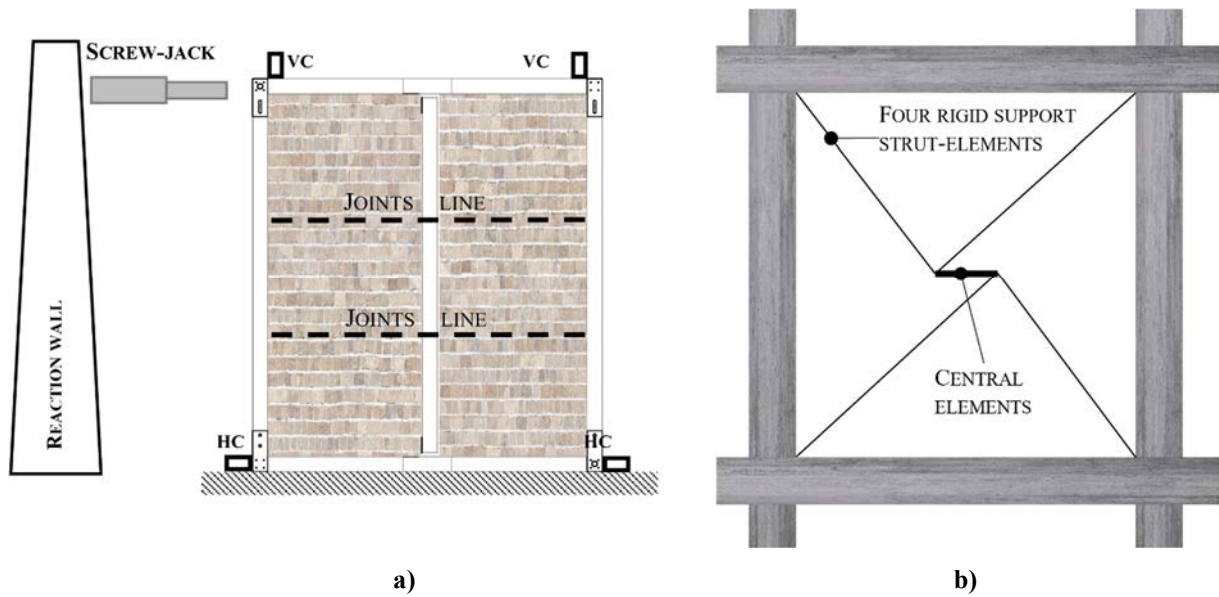 SCREW-JACK
VC
VC
JOINTS LINE
JOINTS LINE
REACTION WALL
HC
HC
a)
FOUR RIGID SUPPORT
STRUT-ELEMENTS
CENTRAL
ELEMENTS
b)